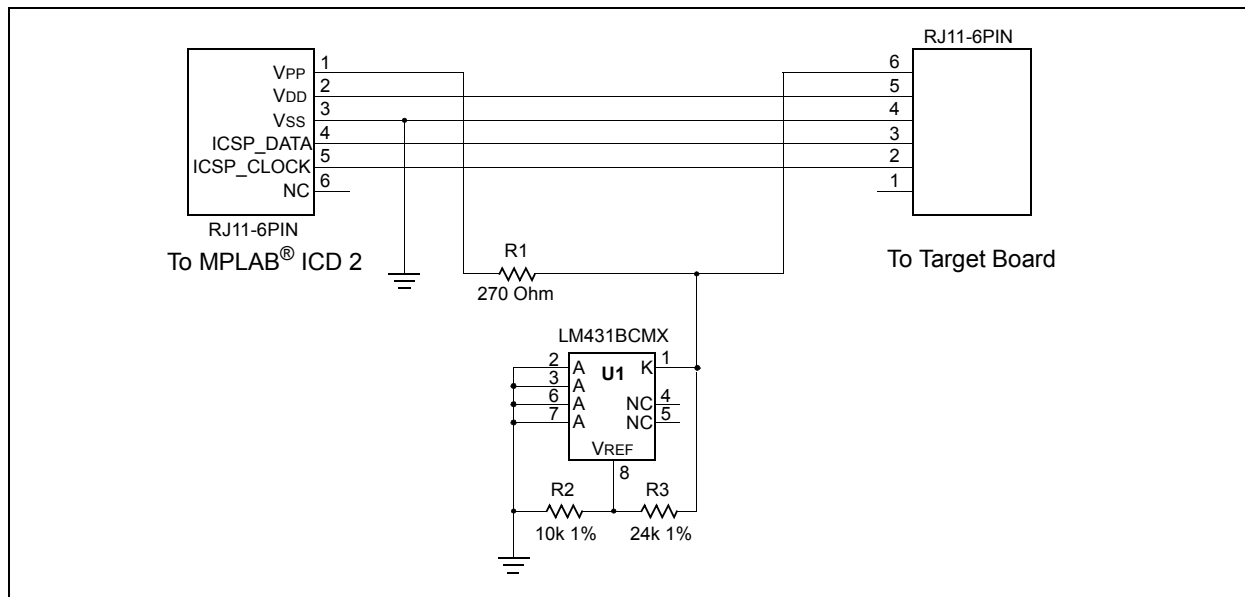 RJ11-6PIN
VPP 1
VDD 2
VSS 3
ICSP_DATA 4
ICSP_CLOCK 5
NC 6
RJ11-6PIN
To MPLAB® ICD 2
6
5
4
3
2
1
To Target Board
R1
270 Ohm
LM431BCMX
2 A U1 K 1
3 A
6 A NC 4
7 A NC 5
VREF
8
R2 R3
10k 1% 24k 1%